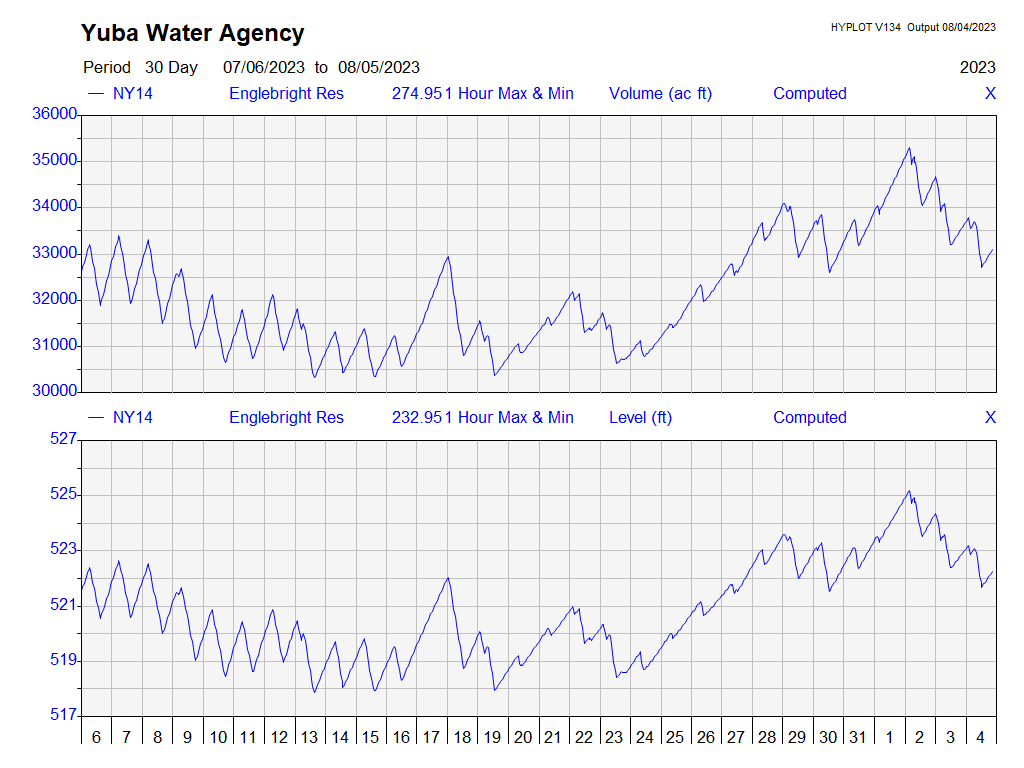 Yuba Water Agency
HYPLOT V134 Output 08/04/2023
Period 30 Day 07/06/2023 to 08/05/2023 2023
NY14 Englebright Res 274.951 Hour Max & Min Volume (ac ft) Computed X
36000
35000
34000
33000
32000
31000
30000
NY14 Englebright Res 232.951 Hour Max & Min Level (ft) Computed X
527
525
523
521
519
517
6 7 8 9 10 11 12 13 14 15 16 17 18 19 20 21 22 23 24 25 26 27 28 29 30 31 1 2 3 4